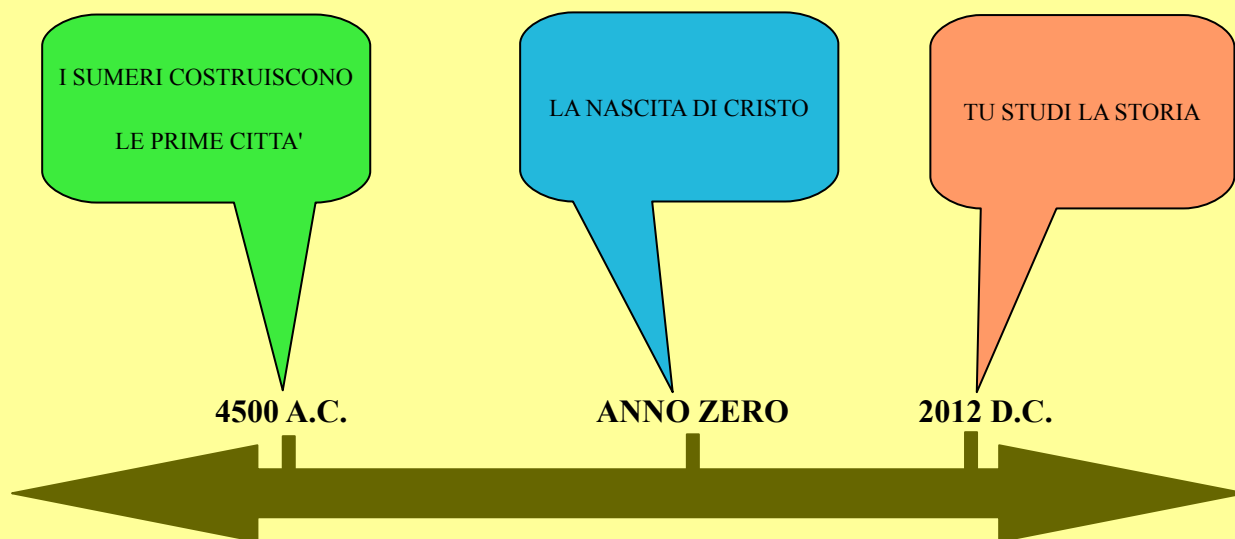 I SUMERI COSTRUISCONO
LE PRIME CITTA'
LA NASCITA DI CRISTO
TU STUDI LA STORIA
4500 A.C.
ANNO ZERO
2012 D.C.